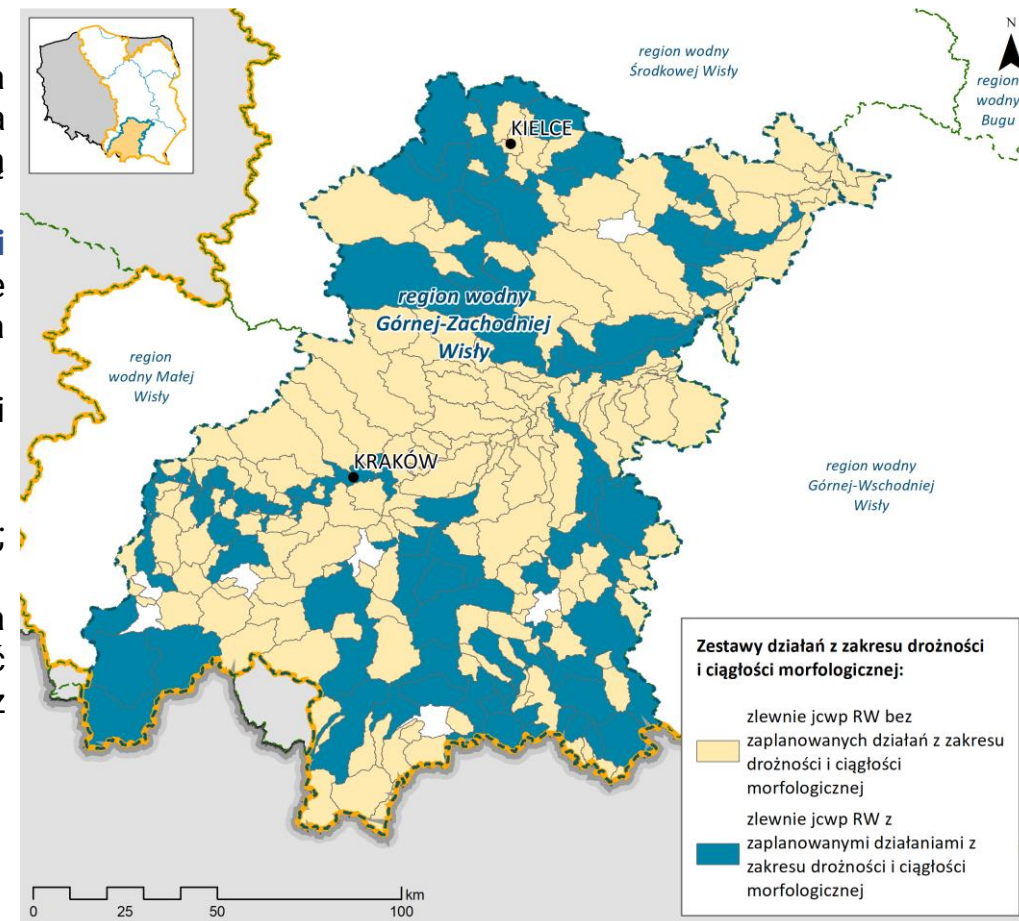 a
a
ą
i
e
a
i
;
a
ć
z
N
region wodny
Środkowej Wisły
region
wodny
Bugu
KIELCE
region wodny
Górnej-Zachodniej
Wisły
region
wodny Małej
Wisły
KRAKÓW
region wodny
Górnej-Wschodniej
Wisły
Zestawy działań z zakresu drożności
i ciągłości morfologicznej:
zlewnie jcwp RW bez
zaplanowanych działań z zakresu
drożności i ciągłości
morfologicznej
zlewnie jcwp RW z
zaplanowanymi działaniami z
zakresu drożności i ciągłości
morfologicznej
km
0 25 50 100